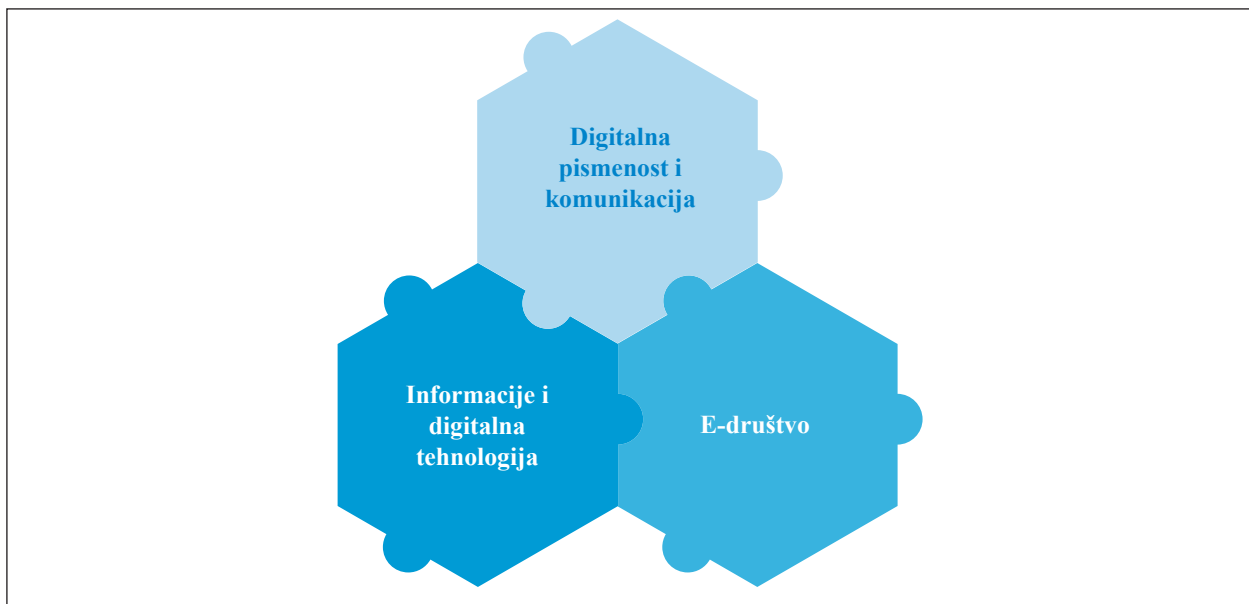 Digitalna
pismenost i
komunikacija
Informacije i
digitalna
tehnologija
E-društvo